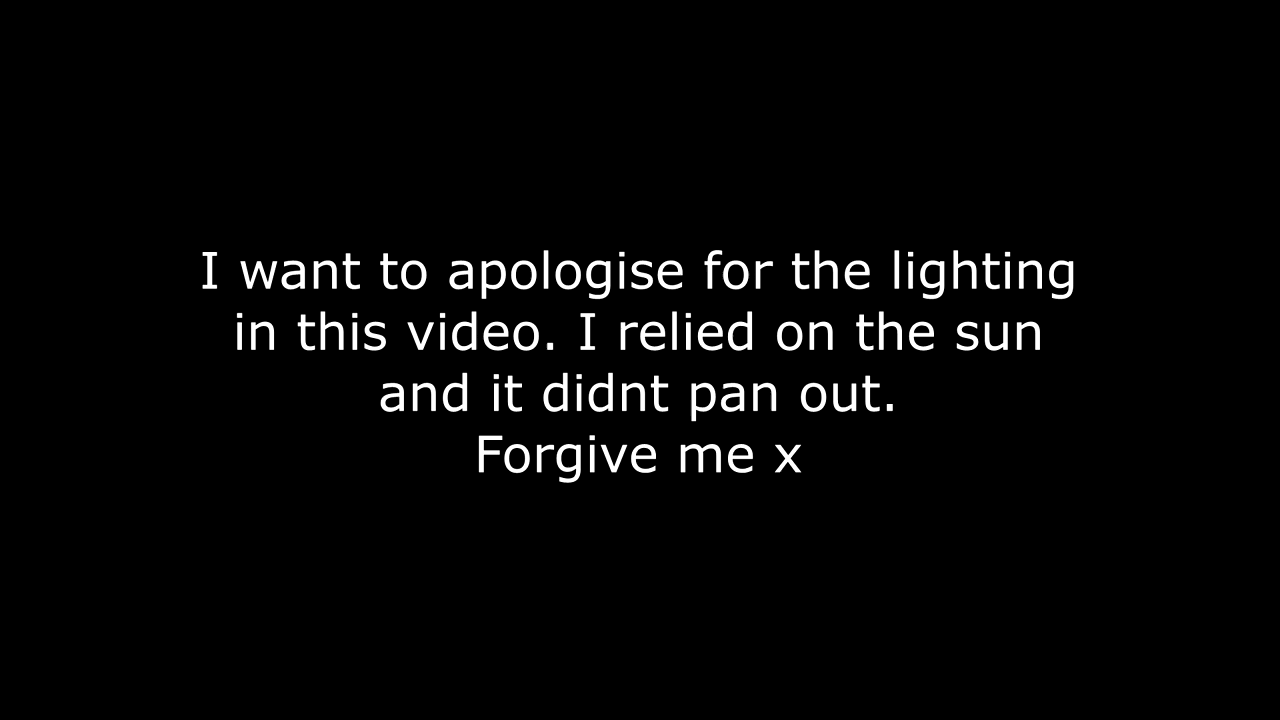 I want to apologise for the lighting
in this video. I relied on the sun
and it didnt pan out.
Forgive me x